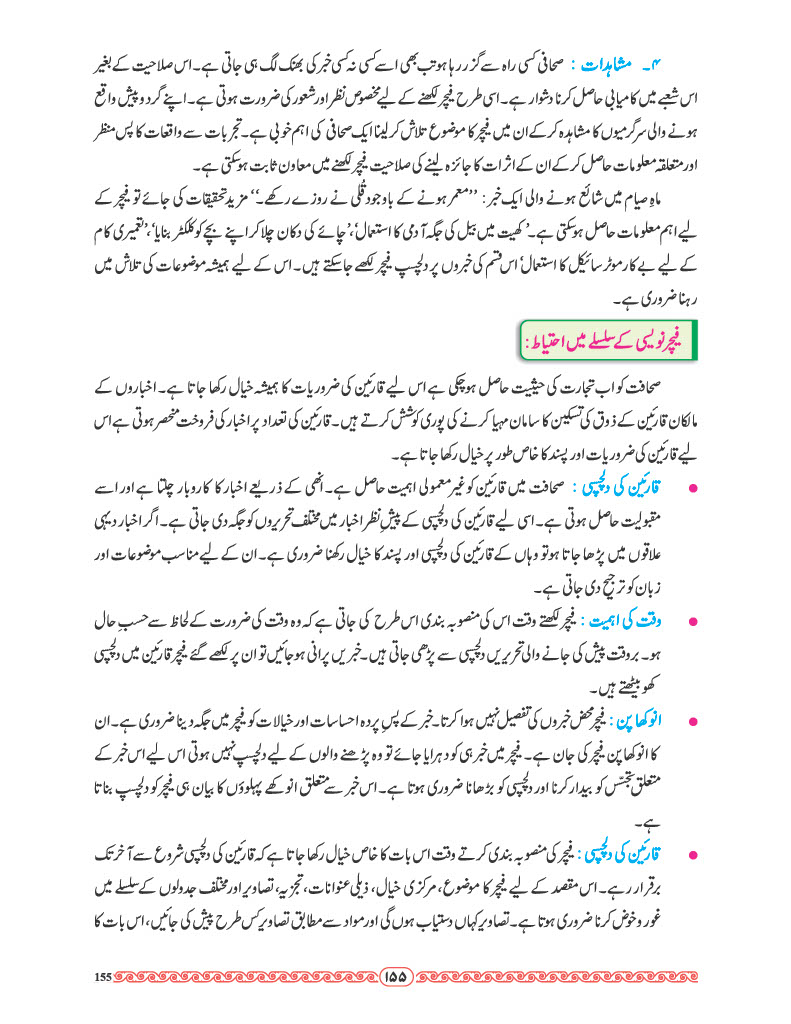 ۴۔ مشاہدات : صحافی کسی راہ سے گزر رہا ہو تب بھی اسے کسی نہ کسی خبر کی بھنک لگ ہی جاتی ہے۔ اس صلاحیت کے بغیر
اس شعبے میں کامیابی حاصل کرنا دشوار ہے۔ اسی طرح فیچر لکھنے کے لیے مخصوص نظر اور شعور کی ضرورت ہوتی ہے۔ اپنے گرد و پیش واقع
ہونے والی سرگرمیوں کا مشاہدہ کرکے ان میں فیچر کا موضوع تلاش کر لینا ایک صحافی کی اہم خوبی ہے۔ تجربات سے واقعات کا پس منظر
اور متعلقہ معلومات حاصل کرکے ان کے اثرات کا جائزہ لینے کی صلاحیت فیچر لکھنے میں معاون ثابت ہوسکتی ہے۔
ماہِ صیام میں شائع ہونے والی ایک خبر: ’’معمر ہونے کے باوجود قُلی نے روزے رکھے۔‘‘ مزید تحقیقات کی جائے تو فیچر کے
لیے اہم معلومات حاصل ہوسکتی ہے۔ ’کھیت میں بیل کی جگہ آدمی کا استعمال‘، ’چائے کی دکان چلا کر اپنے بچے کو کلکٹر بنایا‘، ’تعمیری کام
کے لیے بے کار موٹر سائیکل کا استعمال‘ اس قسم کی خبروں پر دلچسپ فیچر لکھے جاسکتے ہیں۔ اس کے لیے ہمیشہ موضوعات کی تلاش میں
رہنا ضروری ہے۔
فیچر نویسی کے سلسلے میں احتیاط :
صحافت کو اب تجارت کی حیثیت حاصل ہوچکی ہے اس لیے قارئین کی ضروریات کا ہمیشہ خیال رکھا جاتا ہے۔ اخباروں کے
مالکان قارئین کے ذوق کی تسکین کا سامان مہیا کرنے کی پوری کوشش کرتے ہیں۔ قارئین کی تعداد پر اخبار کی فروخت منحصر ہوتی ہے اس
لیے قارئین کی ضروریات اور پسند کا خاص طور پر خیال رکھا جاتا ہے۔
● قارئین کی دلچسپی : صحافت میں قارئین کو غیر معمولی اہمیت حاصل ہے۔ انھی کے ذریعے اخبار کا کاروبار چلتا ہے اور اسے
مقبولیت حاصل ہوتی ہے۔ اسی لیے قارئین کی دلچسپی کے پیشِ نظر اخبار میں مختلف تحریروں کو جگہ دی جاتی ہے۔ اگر اخبار دیہی
علاقوں میں پڑھا جاتا ہو تو وہاں کے قارئین کی دلچسپی اور پسند کا خیال رکھنا ضروری ہے۔ ان کے لیے مناسب موضوعات اور
زبان کو ترجیح دی جاتی ہے۔
● وقت کی اہمیت : فیچر لکھتے وقت اس کی منصوبہ بندی اس طرح کی جاتی ہے کہ وہ وقت کی ضرورت کے لحاظ سے حسبِ حال
ہو۔ بروقت پیش کی جانے والی تحریریں دلچسپی سے پڑھی جاتی ہیں۔ خبریں پرانی ہو جائیں تو ان پر لکھے گئے فیچر قارئین میں دلچسپی
کھو بیٹھتے ہیں۔
● انوکھا پن : فیچر محض خبروں کی تفصیل نہیں ہوا کرتا۔ خبر کے پسِ پردہ احساسات اور خیالات کو فیچر میں جگہ دینا ضروری ہے۔ ان
کا انوکھا پن فیچر کی جان ہے۔ فیچر میں خبر ہی کو دہرایا جائے تو وہ پڑھنے والوں کے لیے دلچسپ نہیں ہوتی اس لیے اس خبر کے
متعلق تجسّس کو بیدار کرنا اور دلچسپی کو بڑھانا ضروری ہوتا ہے۔ اس خبر سے متعلق انوکھے پہلوؤں کا بیان ہی فیچر کو دلچسپ بناتا
ہے۔
● قارئین کی دلچسپی : فیچر کی منصوبہ بندی کرتے وقت اس بات کا خاص خیال رکھا جاتا ہے کہ قارئین کی دلچسپی شروع سے آخر تک
برقرار رہے۔ اس مقصد کے لیے فیچر کا موضوع، مرکزی خیال، ذیلی عنوانات، تجزیہ، تصاویر اور مختلف جدولوں کے سلسلے میں
غور و خوض کرنا ضروری ہوتا ہے۔ تصاویر کہاں دستیاب ہوں گی اور مواد سے مطابق تصاویر کس طرح پیش کی جائیں، اس بات کا
۱۵۵
155